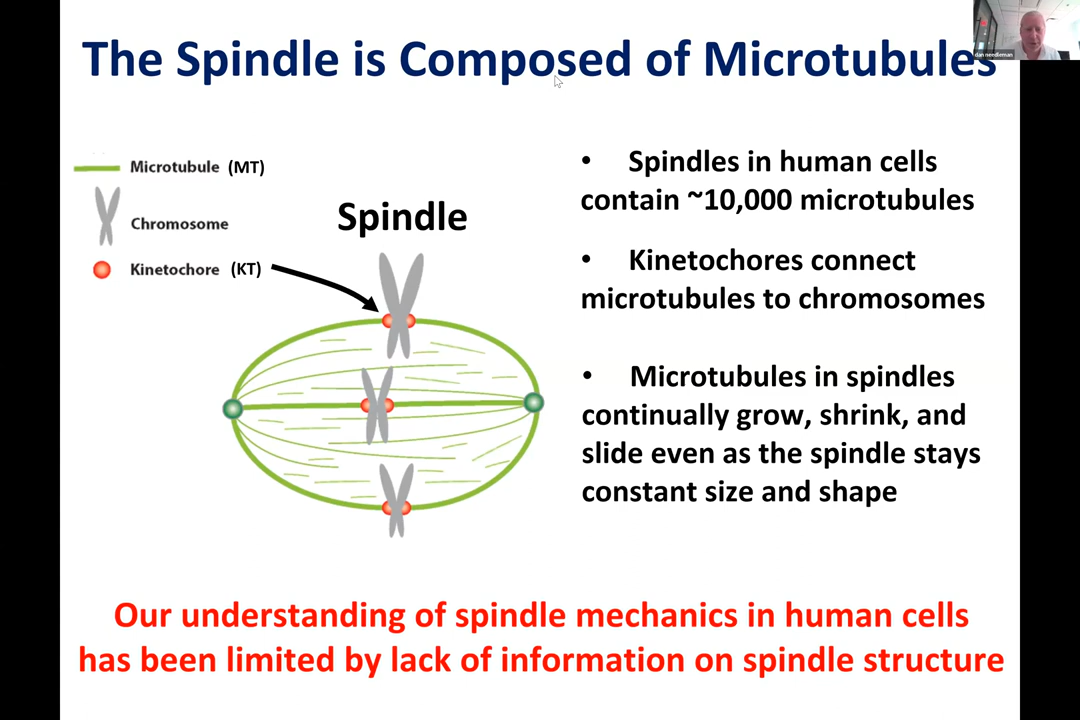 The Spindle is Composed of Microtubules
dan needleman
Microtubule (MT)
Chromosome
Kinetochore (KT)
Spindle
• Spindles in human cells
contain ~10,000 microtubules
• Kinetochores connect
microtubules to chromosomes
• Microtubules in spindles
continually grow, shrink, and
slide even as the spindle stays
constant size and shape
Our understanding of spindle mechanics in human cells
has been limited by lack of information on spindle structure